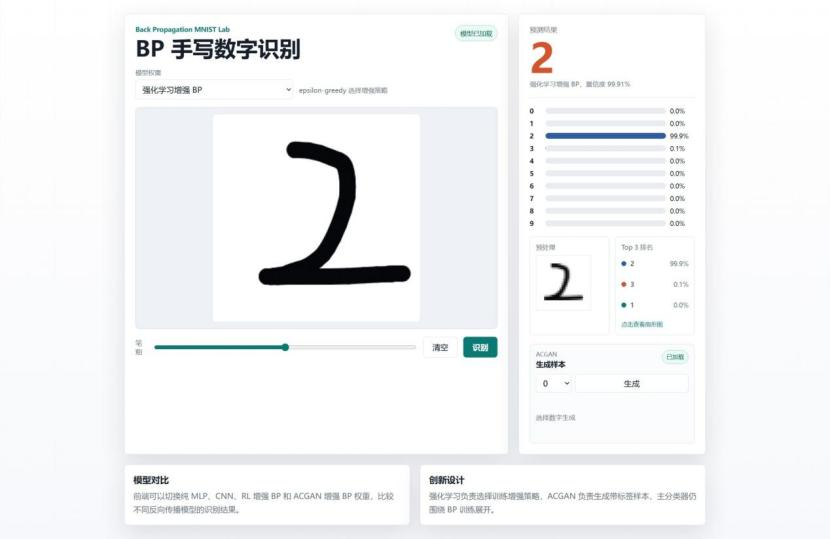 Back Propagation MNIST Lab
BP 手写数字识别
模型已加载
模型权重
强化学习增强 BP
epsilon-greedy 选择增强策略
2
笔粗
清空
识别
预测结果
2
强化学习增强 BP，置信度 99.91%
0 0.0%
1 0.0%
2 99.9%
3 0.1%
4 0.0%
5 0.0%
6 0.0%
7 0.0%
8 0.0%
9 0.0%
预处理
2
Top 3 排名
2 99.9%
3 0.1%
1 0.0%
点击查看扇形图
ACGAN
生成样本
已加载
0
生成
选择数字生成
模型对比
前端可以切换纯 MLP、CNN、RL 增强 BP 和 ACGAN 增强 BP 权重，比较
不同反向传播模型的识别结果。
创新设计
强化学习负责选择训练增强策略，ACGAN 负责生成带标签样本，主分类器仍
围绕 BP 训练展开。